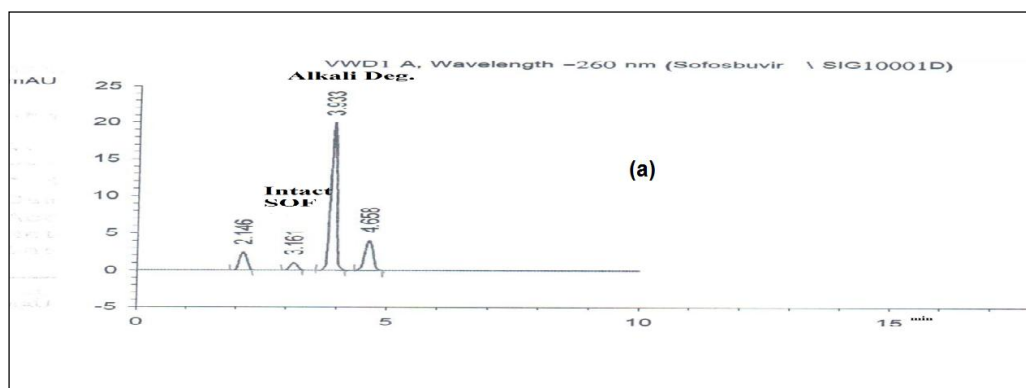 VWD1 A, Wavelength =260 nm (Sofosbuvir \ SIG10001D)
mAU
Alkali Deg.
25
20
15
10
5
0
-5
3.933
(a)
Intact
SOF
2.146
3.161
4.658
0
5
10
15
min